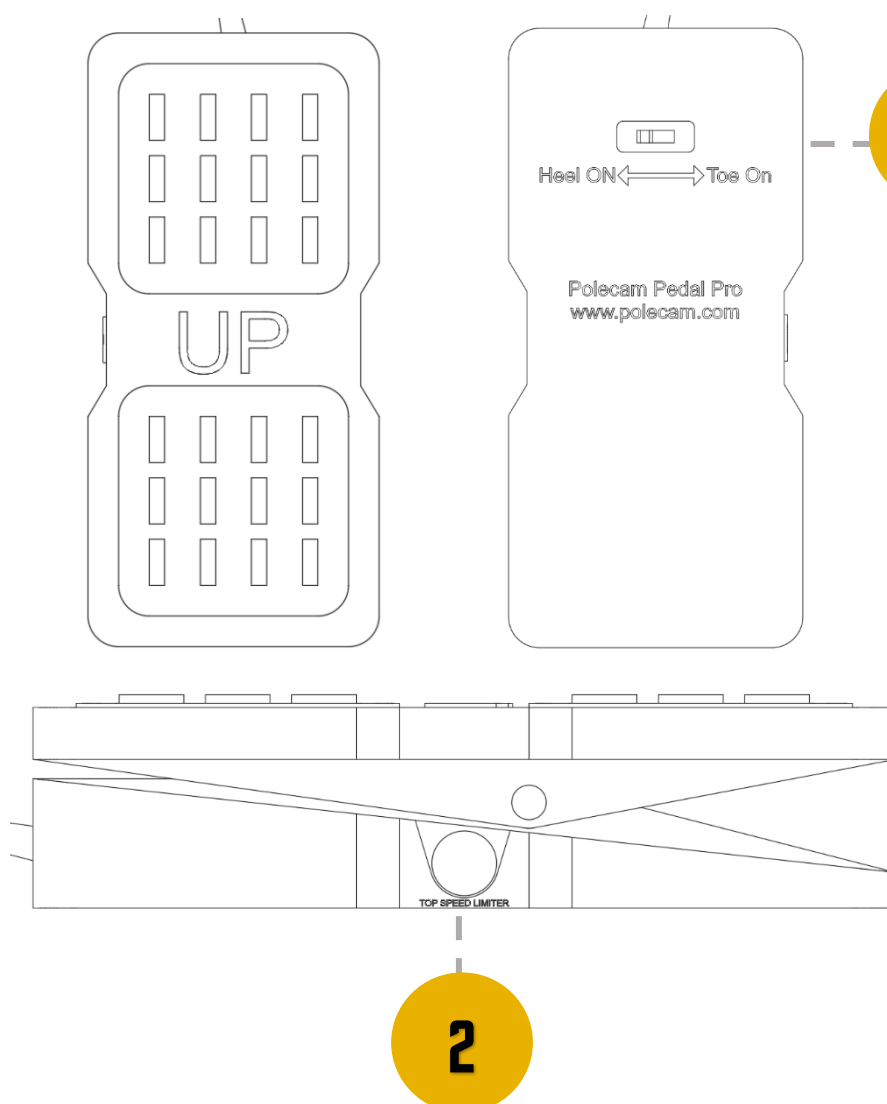 UP
Heel ON Toe On
Polecam Pedal Pro
www.polecam.com
TOP SPEED LIMITER
2